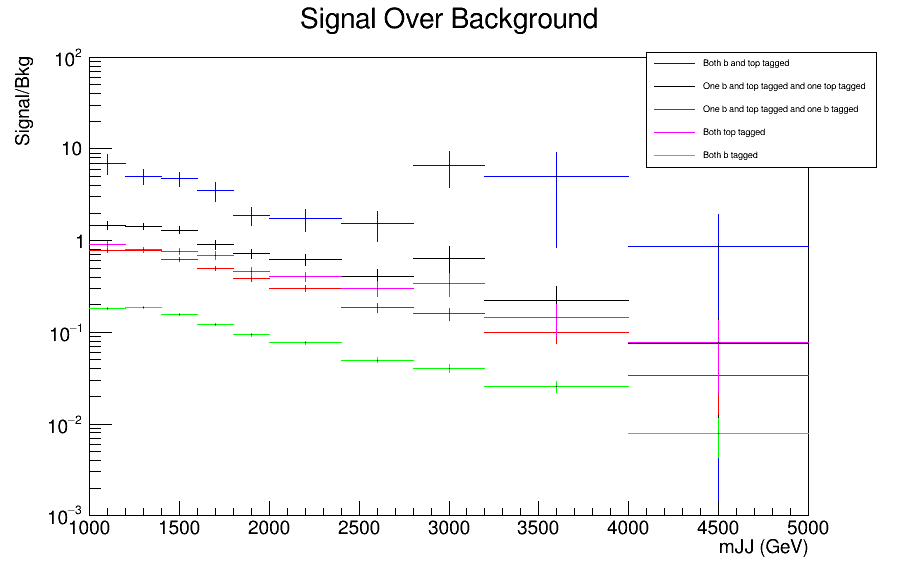 Signal Over Background
Signal/Bkg
10²
10
1
10⁻¹
10⁻²
10⁻³
Both b and top tagged
One b and top tagged and one top tagged
One b and top tagged and one b tagged
Both top tagged
Both b tagged
1000 1500 2000 2500 3000 3500 4000 4500 5000
mJJ (GeV)